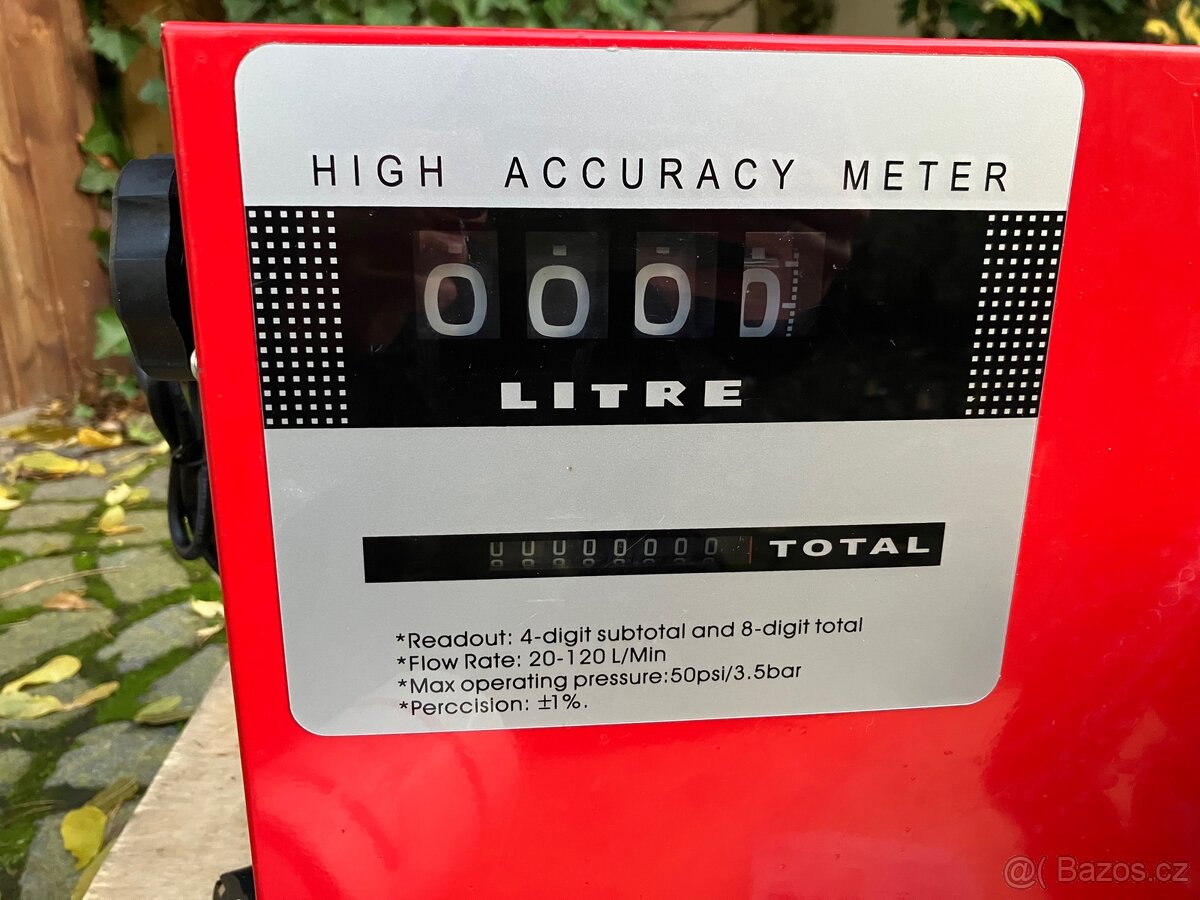 HIGH ACCURACY METER
0000
LITRE
00000000 TOTAL
*Readout: 4-digit subtotal and 8-digit total
*Flow Rate: 20-120 L/Min
*Max operating pressure:50psi/3.5bar
*Perccision: ±1%.
@( Bazos.cz